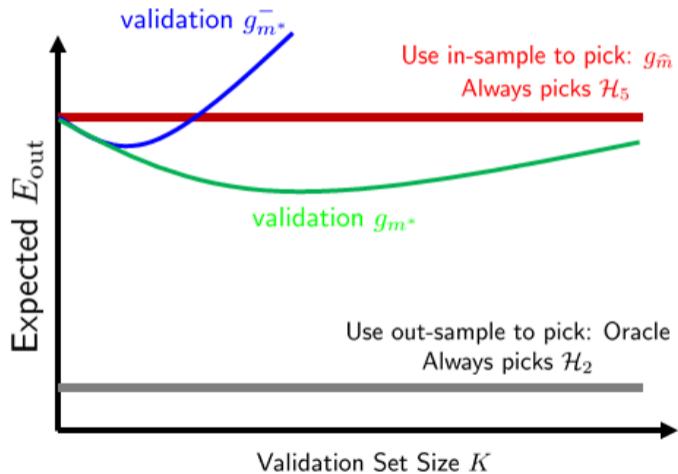 validation $g^-_{m^*}$
Use in-sample to pick: $g_{\hat{m}}$
Always picks $\mathcal{H}_5$
Expected $E_{\text{out}}$
validation $g_{m^*}$
Use out-sample to pick: Oracle
Always picks $\mathcal{H}_2$
Validation Set Size $K$